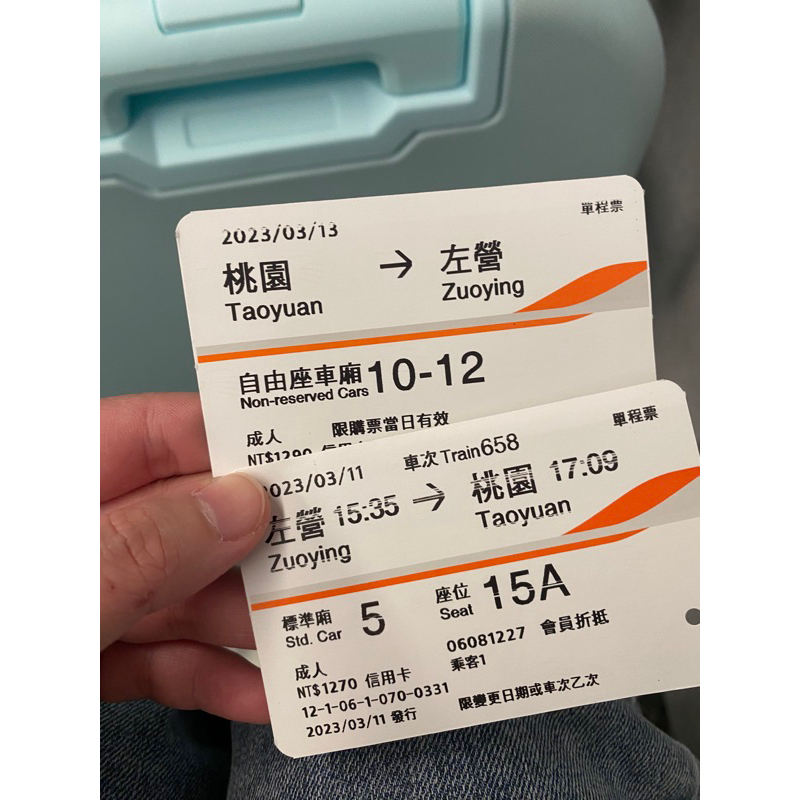 2023/03/13
單程票
桃園 → 左營
Taoyuan Zuoying
自由座車廂 10-12
Non-reserved Cars
成人 限購票當日有效
NT$1290
單程票
2023/03/11 車次 Train 658
左營 15:35 → 桃園 17:09
Zuoying Taoyuan
標準廂 5 座位 15A
Std. Car Seat
06081227 會員折抵
成人 乘客1
NT$1270 信用卡
12-1-06-1-070-0331
2023/03/11 發行 限變更日期或車次乙次